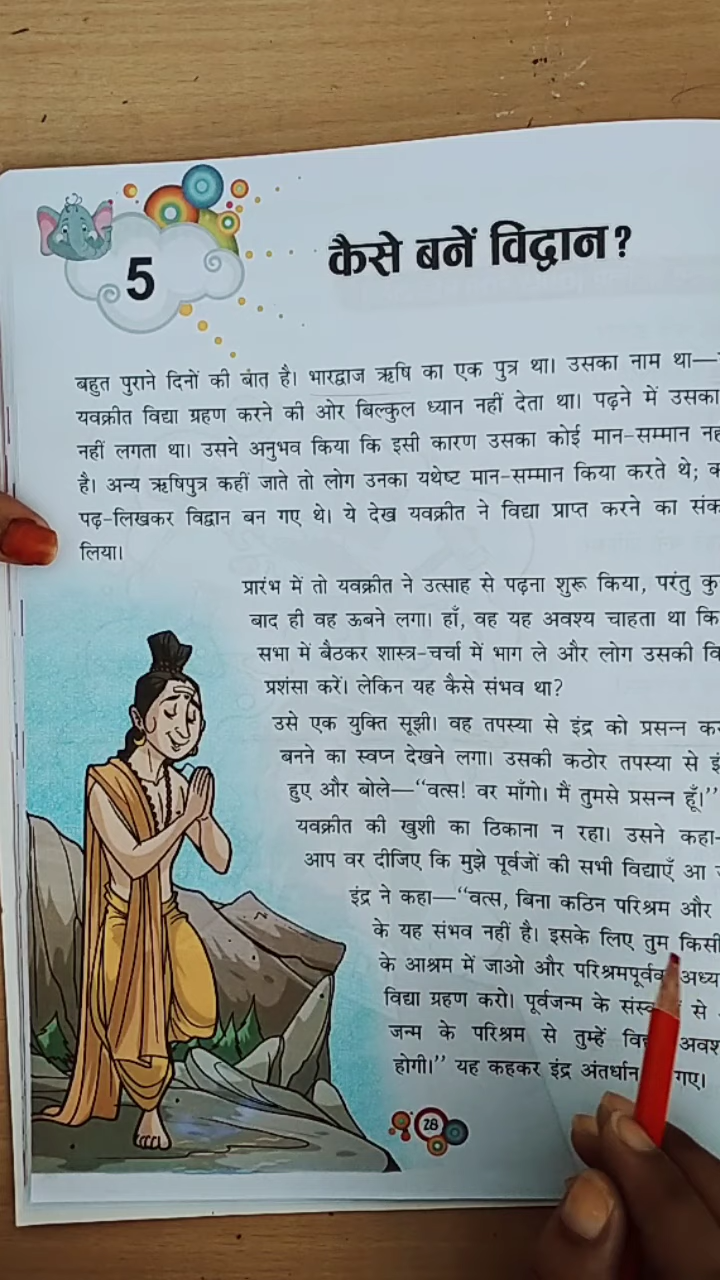 5
कैसे बनें विद्वान?
बहुत पुराने दिनों की बात है। भारद्वाज ऋषि का एक पुत्र था। उसका नाम था—
यवक्रीत विद्या ग्रहण करने की ओर बिल्कुल ध्यान नहीं देता था। पढ़ने में उसका
नहीं लगता था। उसने अनुभव किया कि इसी कारण उसका कोई मान-सम्मान
है। अन्य ऋषिपुत्र कहीं जाते तो लोग उनका यथेष्ट मान-सम्मान किया करते थे;
पढ़-लिखकर विद्वान बन गए थे। ये देख यवक्रीत ने विद्या प्राप्त करने का
लिया।
प्रारंभ में तो यवक्रीत ने उत्साह से पढ़ना शुरू किया, परंतु
बाद ही वह ऊबने लगा। हाँ, वह यह अवश्य चाहता था कि
सभा में बैठकर शास्त्र-चर्चा में भाग ले और लोग उसकी
प्रशंसा करें। लेकिन यह कैसे संभव था?
उसे एक युक्ति सूझी। वह तपस्या से इंद्र को प्रसन्न
बनने का स्वप्न देखने लगा। उसकी कठोर तपस्या से
हुए और बोले—“वत्स! वर माँगो। मैं तुमसे प्रसन्न हूँ।”
यवक्रीत की खुशी का ठिकाना न रहा। उसने कहा—
आप वर दीजिए कि मुझे पूर्वजों की सभी विद्याएँ आ
इंद्र ने कहा—“वत्स, बिना कठिन परिश्रम और
के यह संभव नहीं है। इसके लिए तुम किसी
के आश्रम में जाओ और परिश्रमपूर्वक
विद्या ग्रहण करो। पूर्वजन्म के से
जन्म के परिश्रम से तुम्हें
होगी।” यह कहकर इंद्र अंतर्धान गए।
28